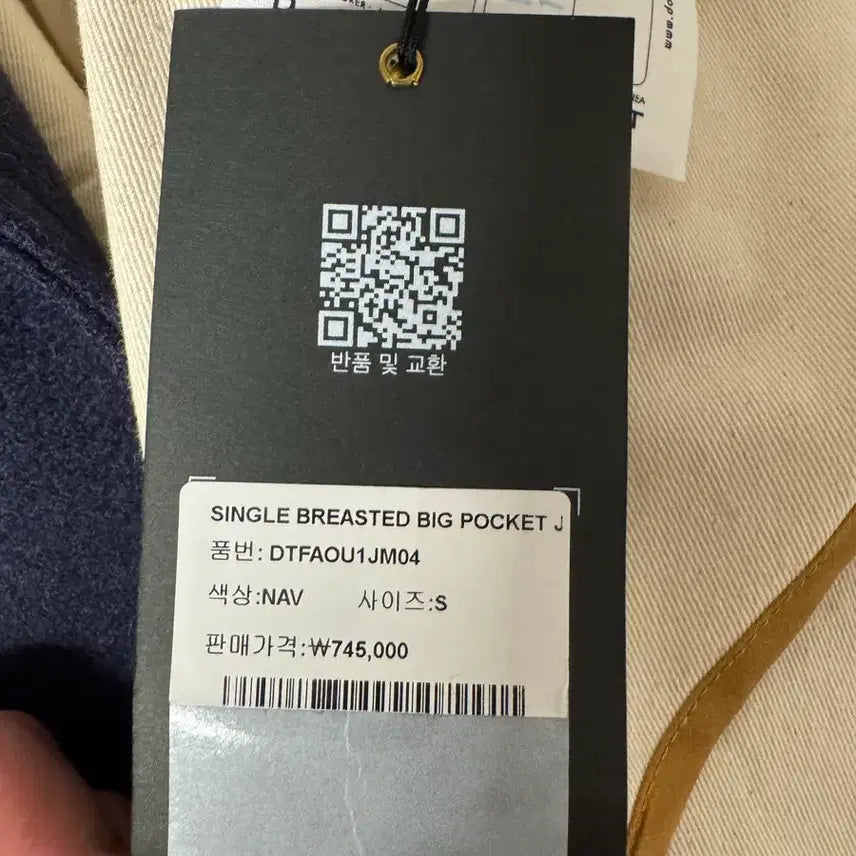 반품 및 교환
SINGLE BREASTED BIG POCKET J
품번: DTFAOU1JM04
색상:NAV 사이즈:S
판매가격:₩745,000